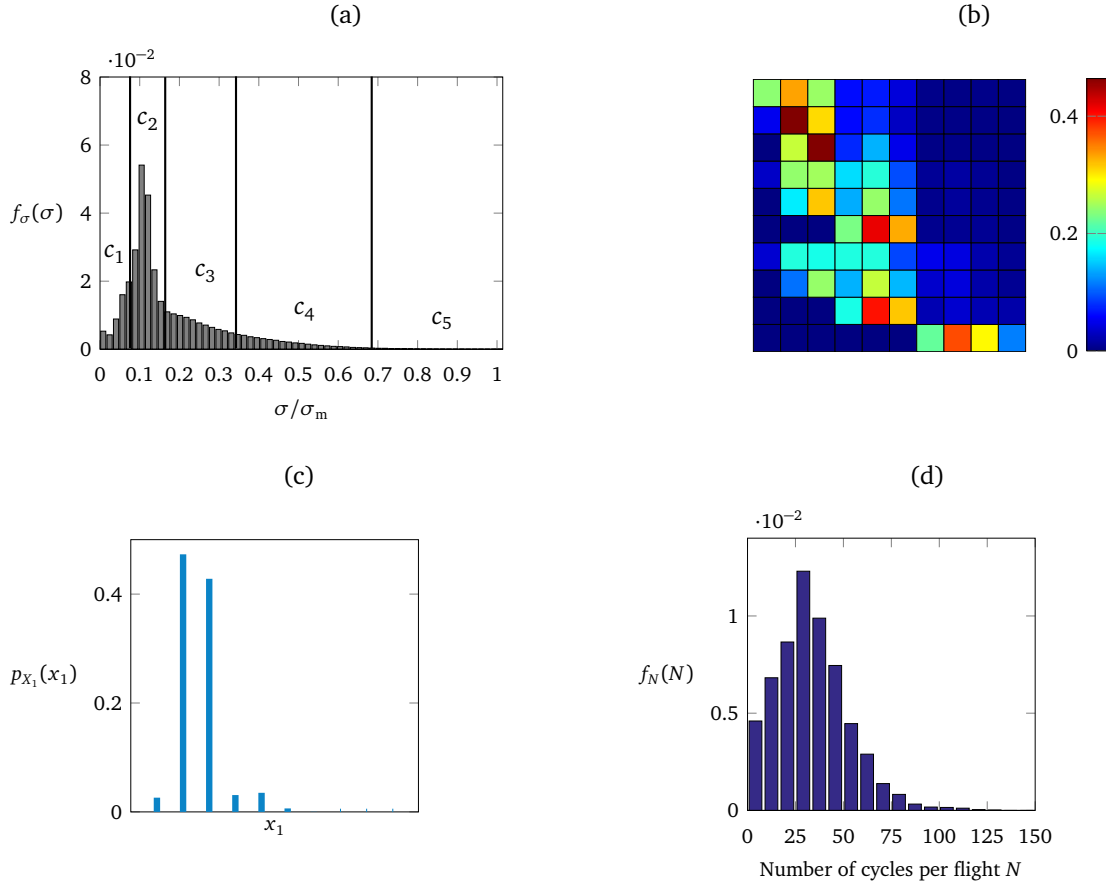 (a)
·10⁻²
8
6
4
2
0
f_σ(σ)
c₁
c₂
c₃
c₄
c₅
0 0.1 0.2 0.3 0.4 0.5 0.6 0.7 0.8 0.9 1
σ/σ_m
(b)
0.4
0.2
0
(c)
0.4
0.2
0
p_{X₁}(x₁)
x₁
(d)
·10⁻²
1
0.5
0
f_N(N)
0 25 50 75 100 125 150
Number of cycles per flight N